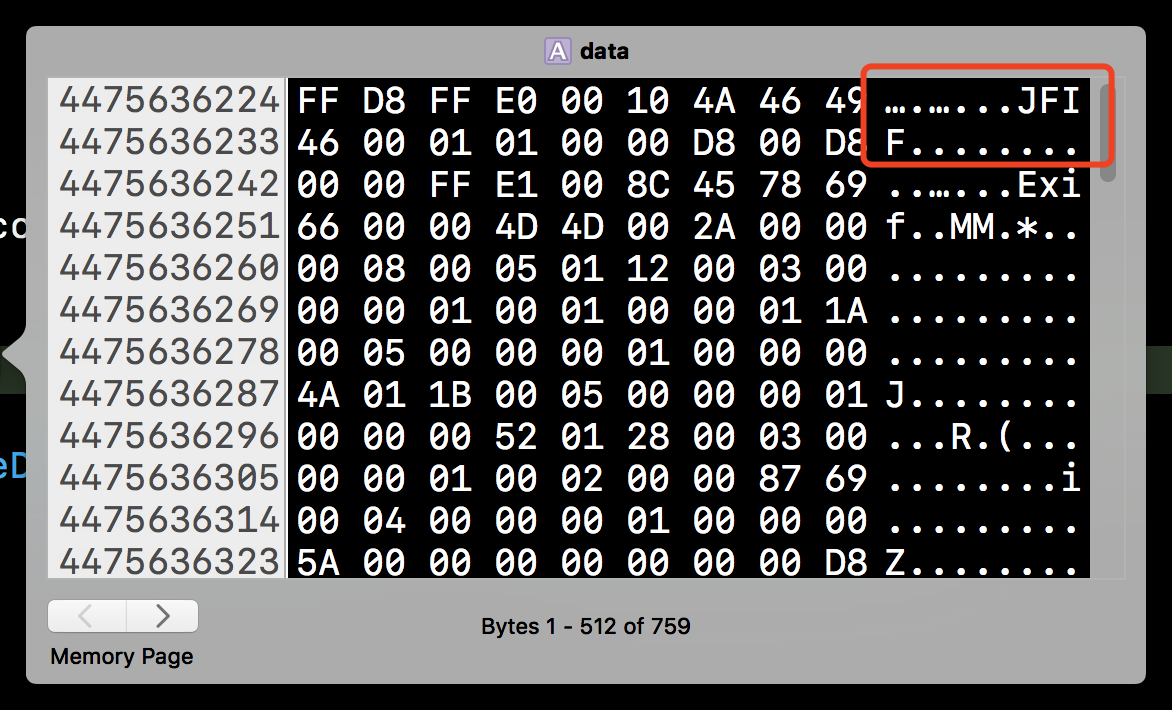 A data
4475636224 FF D8 FF E0 00 10 4A 46 49 ….…...JFI
4475636233 46 00 01 01 00 00 D8 00 D8 F........
4475636242 00 00 FF E1 00 8C 45 78 69 ..…...Exi
4475636251 66 00 00 4D 4D 00 2A 00 00 f..MM.*..
4475636260 00 08 00 05 01 12 00 03 00 .........
4475636269 00 00 01 00 01 00 00 01 1A .........
4475636278 00 05 00 00 00 01 00 00 00 .........
4475636287 4A 01 1B 00 05 00 00 00 01 J........
4475636296 00 00 00 52 01 28 00 03 00 ...R.(...
4475636305 00 00 01 00 02 00 00 87 69 ........i
4475636314 00 04 00 00 00 01 00 00 00 .........
4475636323 5A 00 00 00 00 00 00 00 D8 Z........
Bytes 1 - 512 of 759
Memory Page